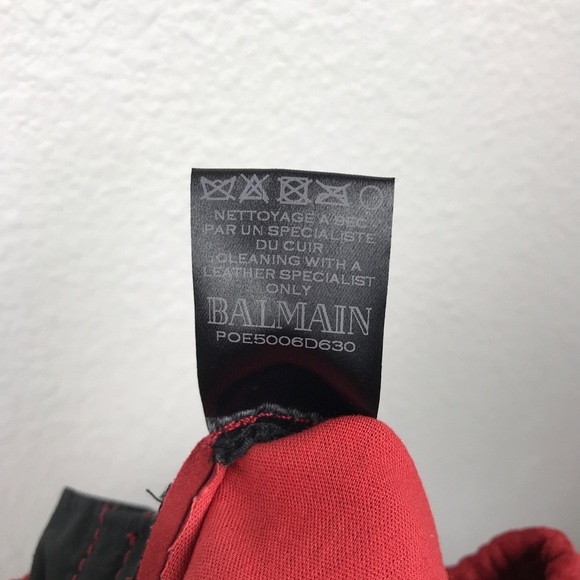 NETTOYAGE A SEC
PAR UN SPECIALISTE
DU CUIR
CLEANING WITH A
LEATHER SPECIALIST
ONLY
BALMAIN
POE5006D630